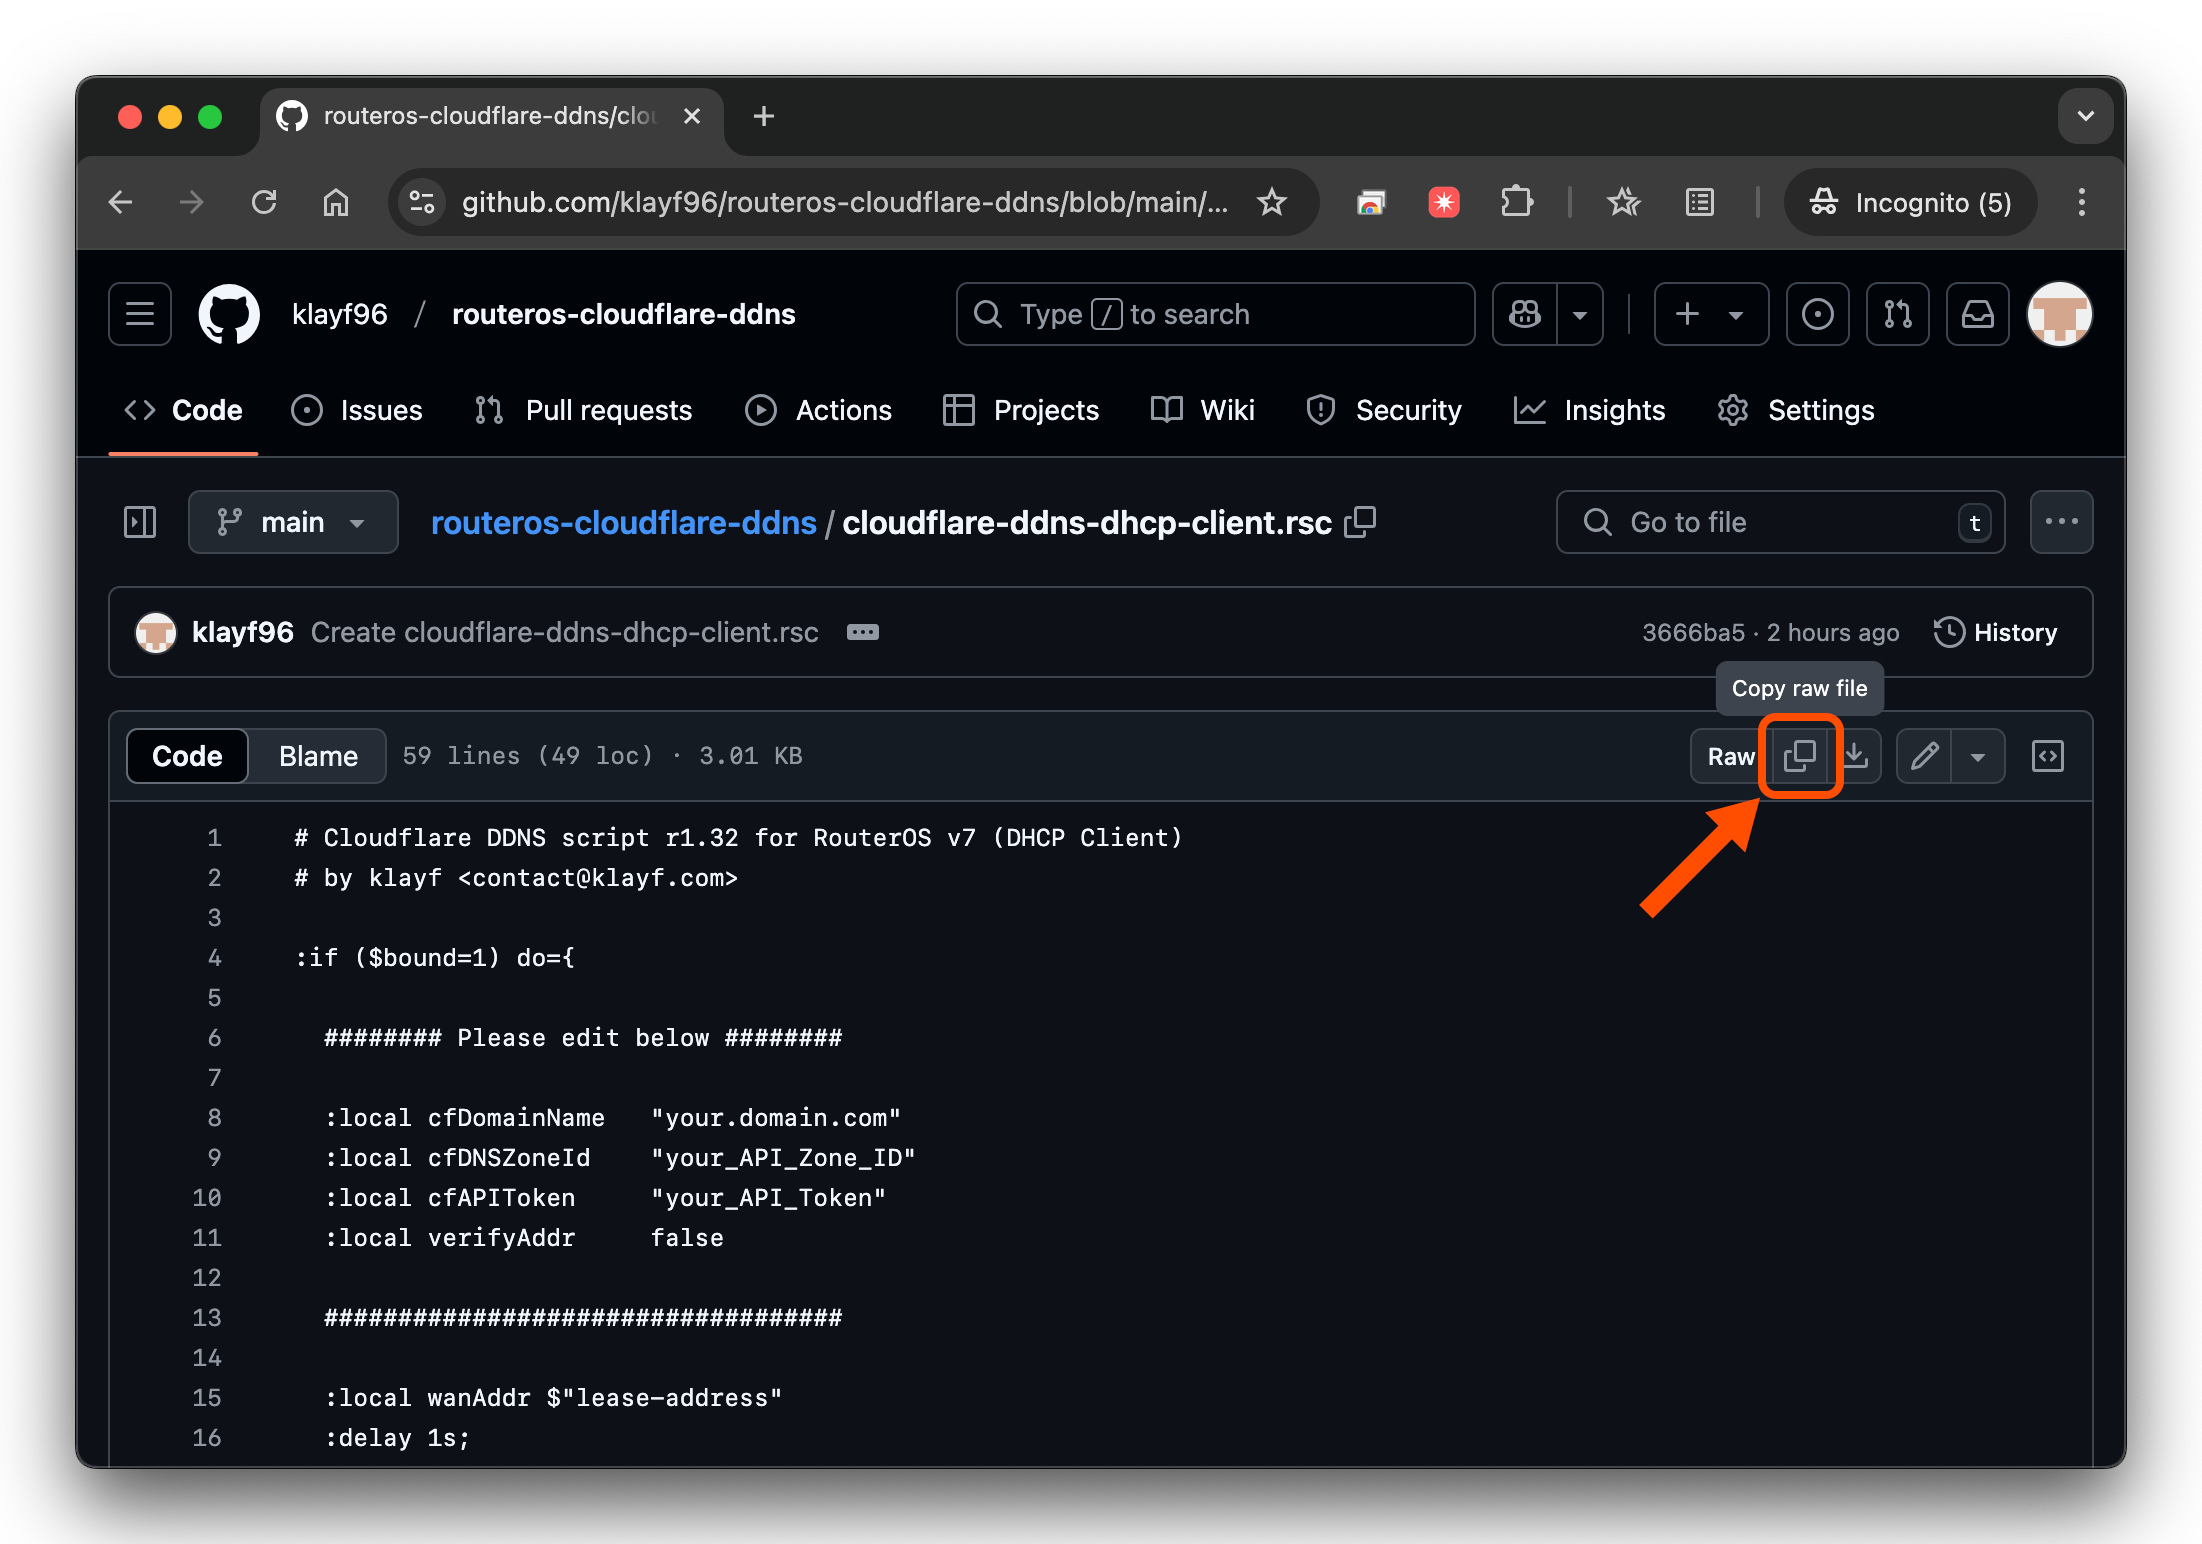 routeros-cloudflare-ddns/clou
github.com/klayf96/routeros-cloudflare-ddns/blob/main/...
Incognito (5)
klayf96 / routeros-cloudflare-ddns
Type / to search
Code
Issues
Pull requests
Actions
Projects
Wiki
Security
Insights
Settings
main
routeros-cloudflare-ddns / cloudflare-ddns-dhcp-client.rsc
Go to file
t
klayf96 Create cloudflare-ddns-dhcp-client.rsc
3666ba5 · 2 hours ago
History
Copy raw file
Code
Blame
59 lines (49 loc) · 3.01 KB
Raw
1 # Cloudflare DDNS script r1.32 for RouterOS v7 (DHCP Client)
2 # by klayf <contact@klayf.com>
3
4 :if ($bound=1) do={
5
6 ######## Please edit below ########
7
8 :local cfDomainName "your.domain.com"
9 :local cfDNSZoneId "your_API_Zone_ID"
10 :local cfAPIToken "your_API_Token"
11 :local verifyAddr false
12
13 ###################################
14
15 :local wanAddr $"lease-address"
16 :delay 1s;